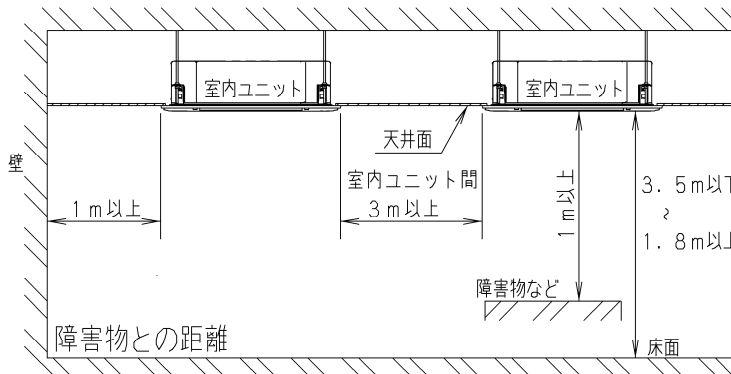 室内ユニット
室内ユニット
天井面
壁
室内ユニット間
1m以上
3m以上
1m以上
3.5m以下
~
1.8m以上
障害物など
障害物との距離
床面